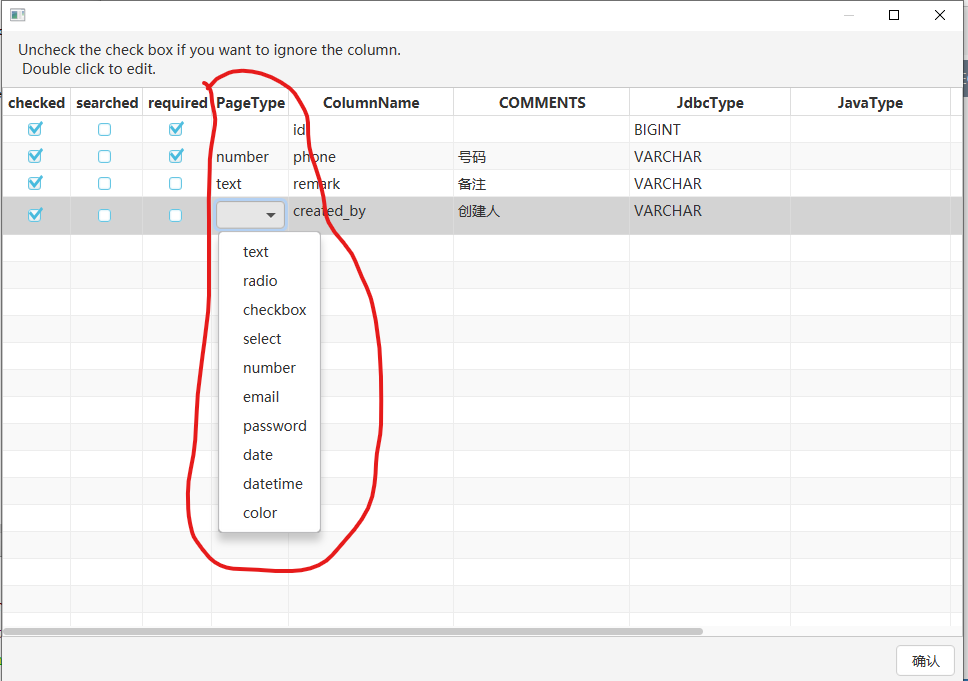 Uncheck the check box if you want to ignore the column.
Double click to edit.
checked searched required PageType ColumnName COMMENTS JdbcType JavaType
id BIGINT
number phone 号码 VARCHAR
text remark 备注 VARCHAR
created_by 创建人 VARCHAR
text
radio
checkbox
select
number
email
password
date
datetime
color
确认